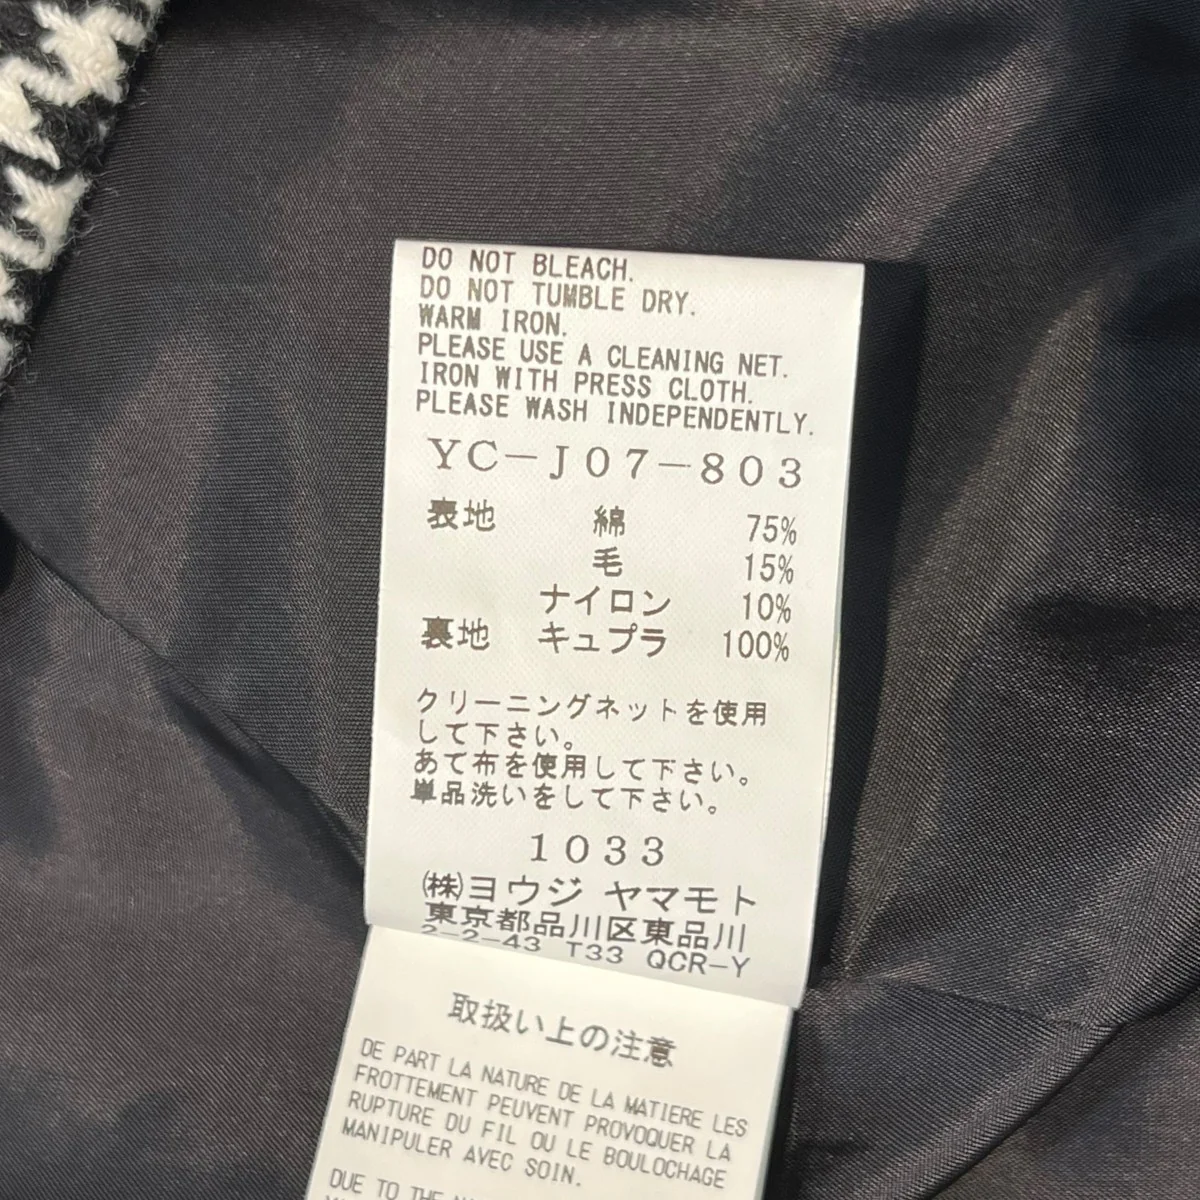 DO NOT BLEACH.
DO NOT TUMBLE DRY.
WARM IRON.
PLEASE USE A CLEANING NET.
IRON WITH PRESS CLOTH.
PLEASE WASH INDEPENDENTLY.
YC-J07-803
表地 綿 75%
毛 15%
ナイロン 10%
裏地 キュプラ 100%
クリーニングネットを使用
して下さい。
あて布を使用して下さい。
単品洗いをして下さい。
1033
㈱ヨウジ ヤマモト
東京都品川区東品川
2-2-43 T33 QCR-Y
取扱い上の注意
DE PART LA NATURE DE LA MATIERE LES
FROTTEMENT PEUVENT PROVOQUER LA
RUPTURE DU FIL OU LE BOULOCHAGE
MANIPULER AVEC SOIN.
DUE TO THE